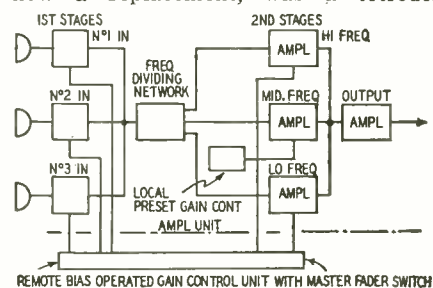 1ST STAGES
2ND STAGES
N°1 IN
AMPL
HI FREQ
FREQ
DIVIDING
NETWORK
N°2 IN
MID. FREQ
OUTPUT
AMPL
AMPL
N°3 IN
LO FREQ
AMPL
LOCAL
PRESET GAIN CONT
AMPL UNIT
REMOTE BIAS OPERATED GAIN CONTROL UNIT WITH MASTER FADER SWITCH